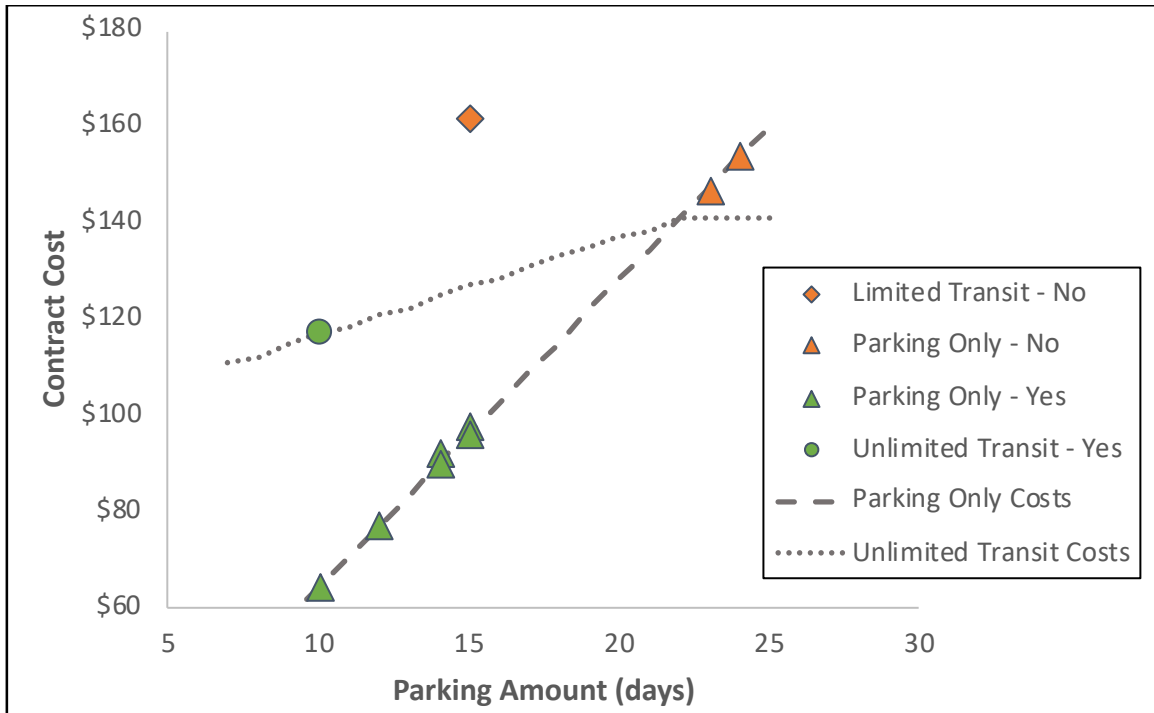 $180
$160
$140
$120
$100
$80
$60
Contract Cost
5 10 15 20 25 30
Parking Amount (days)
Limited Transit - No
Parking Only - No
Parking Only - Yes
Unlimited Transit - Yes
Parking Only Costs
Unlimited Transit Costs